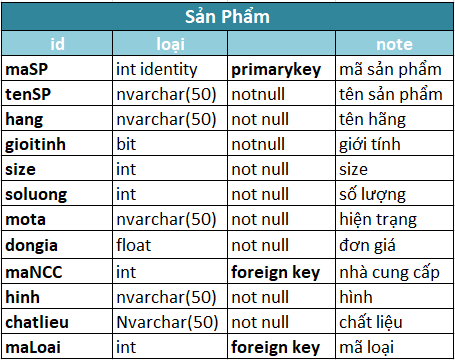 Sản Phẩm
id loại note
maSP int identity primarykey mã sản phẩm
tenSP nvarchar(50) notnull tên sản phẩm
hang nvarchar(50) not null tên hãng
gioitinh bit notnull giới tính
size int not null size
soluong int not null số lượng
mota nvarchar(50) not null hiện trạng
dongia float not null đơn giá
maNCC int foreign key nhà cung cấp
hinh nvarchar(50) not null hình
chatlieu Nvarchar(50) not null chất liệu
maLoai int foreign key mã loại